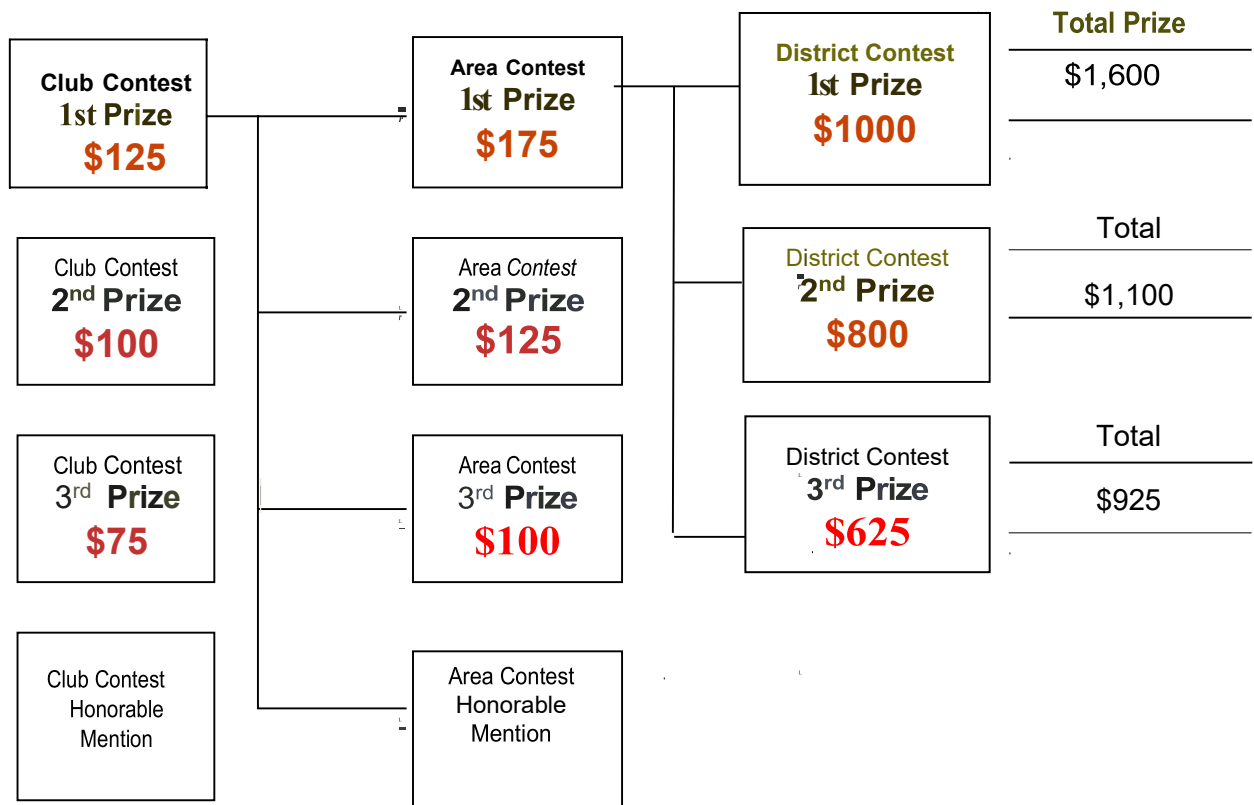 Club Contest
1st Prize
$125
Area Contest
1st Prize
$175
District Contest
1st Prize
$1000
Total Prize
$1,600
Club Contest
2nd Prize
$100
Area Contest
2nd Prize
$125
District Contest
2nd Prize
$800
Total
$1,100
Club Contest
3rd Prize
$75
Area Contest
3rd Prize
$100
District Contest
3rd Prize
$625
Total
$925
Club Contest
Honorable
Mention
Area Contest
Honorable
Mention